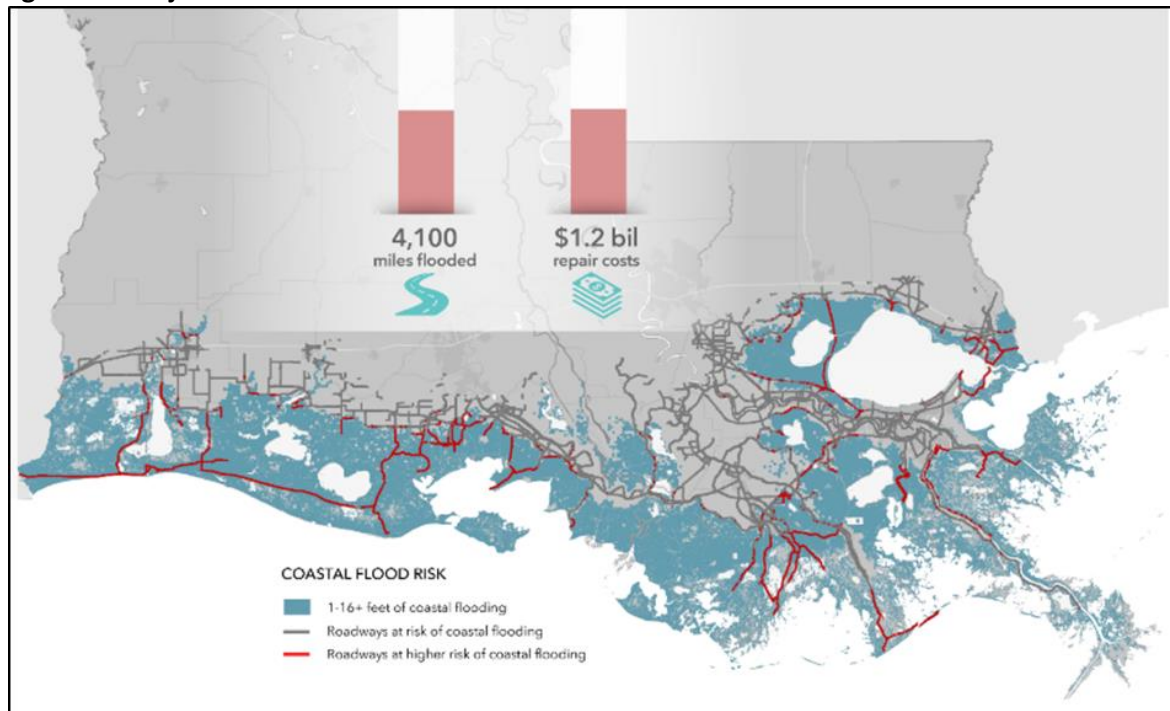 4,100
miles flooded
$1.2 bil
repair costs
COASTAL FLOOD RISK
1-16+ feet of coastal flooding
Roadways at risk of coastal flooding
Roadways at higher risk of coastal flooding